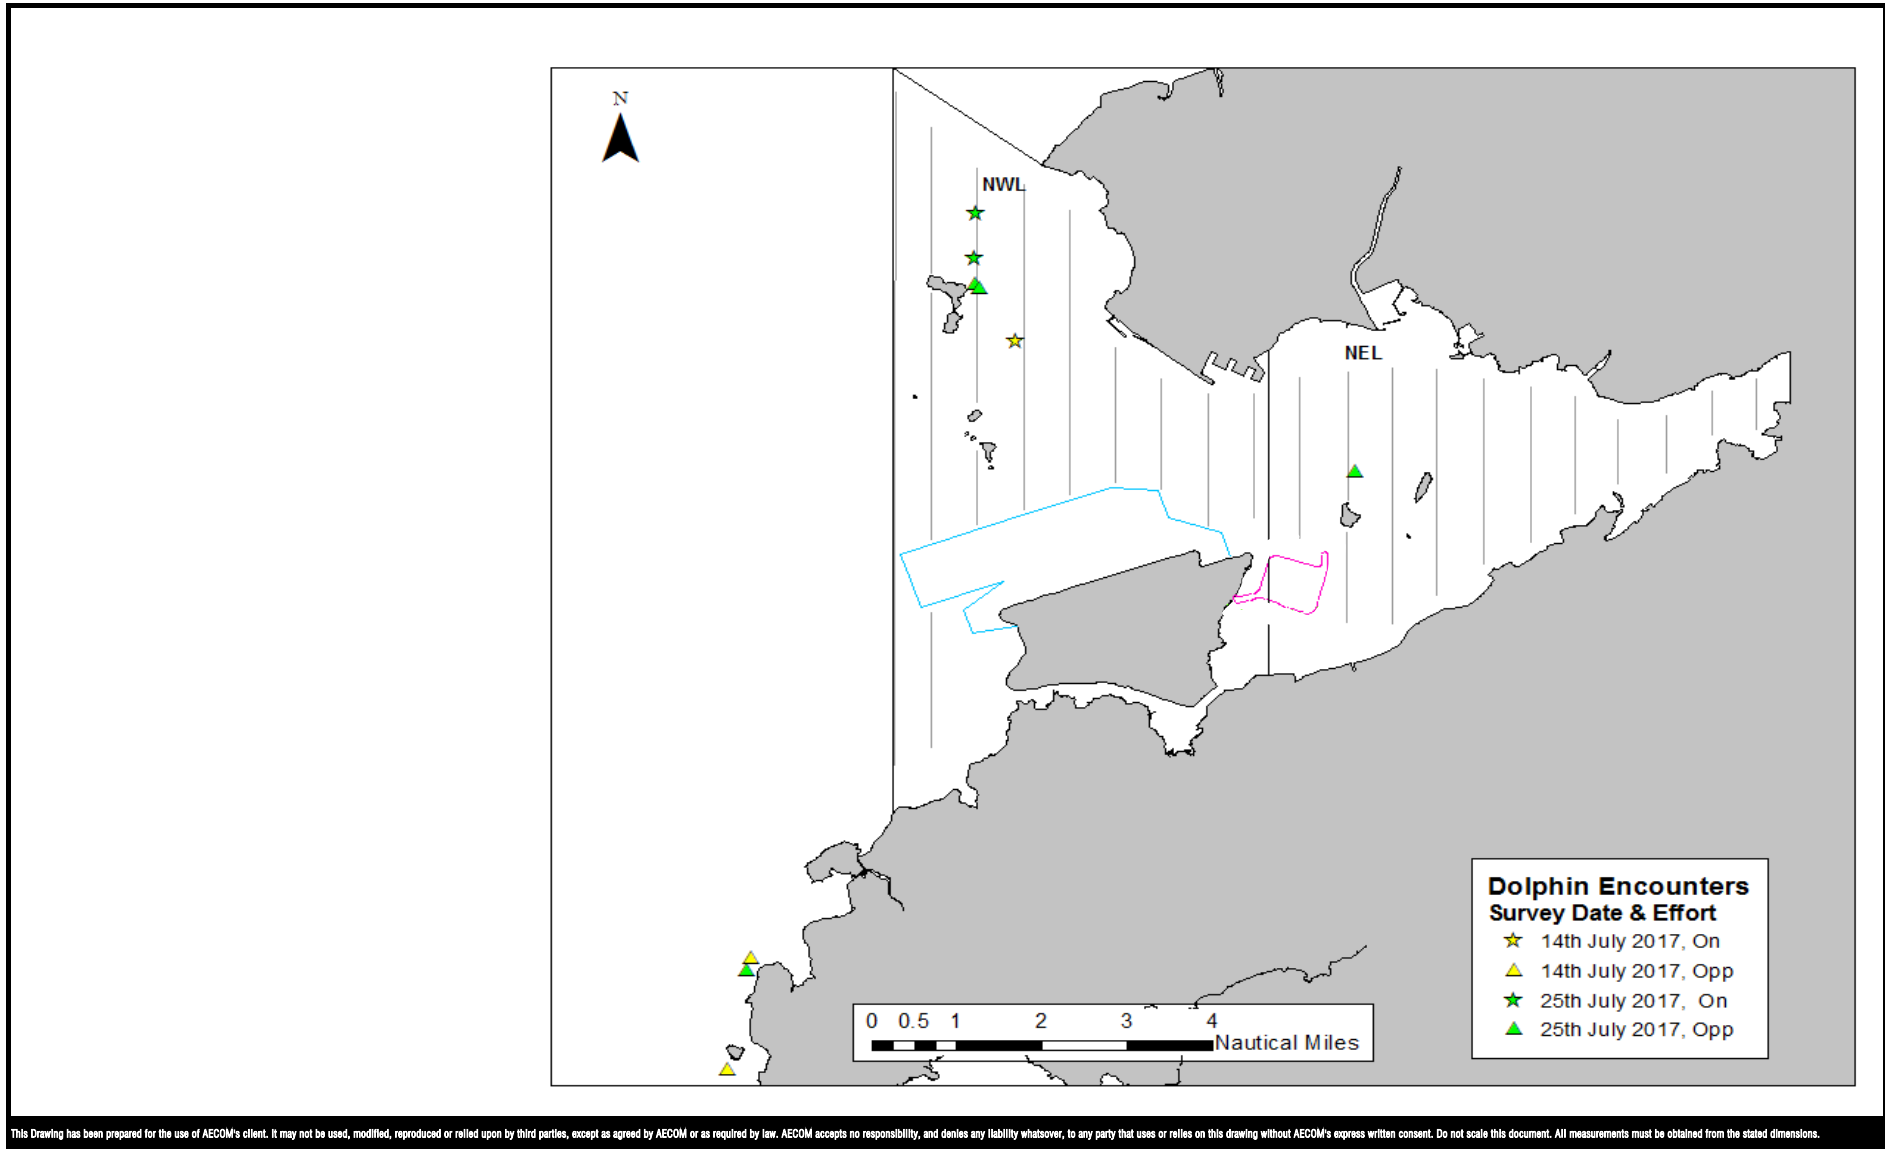 N
NWL
NEL
Dolphin Encounters
Survey Date & Effort
14th July 2017, On
14th July 2017, Opp
25th July 2017, On
25th July 2017, Opp
0 0.5 1 2 3 4
Nautical Miles
This Drawing has been prepared for the use of AECOM's client. It may not be used, modified, reproduced or relied upon by third parties, except as agreed by AECOM or as required by law. AECOM accepts no responsibility, and denies any liability whatsover, to any party that uses or relies on this drawing without AECOM's express written consent. Do not scale this document. All measurements must be obtained from the stated dimensions.